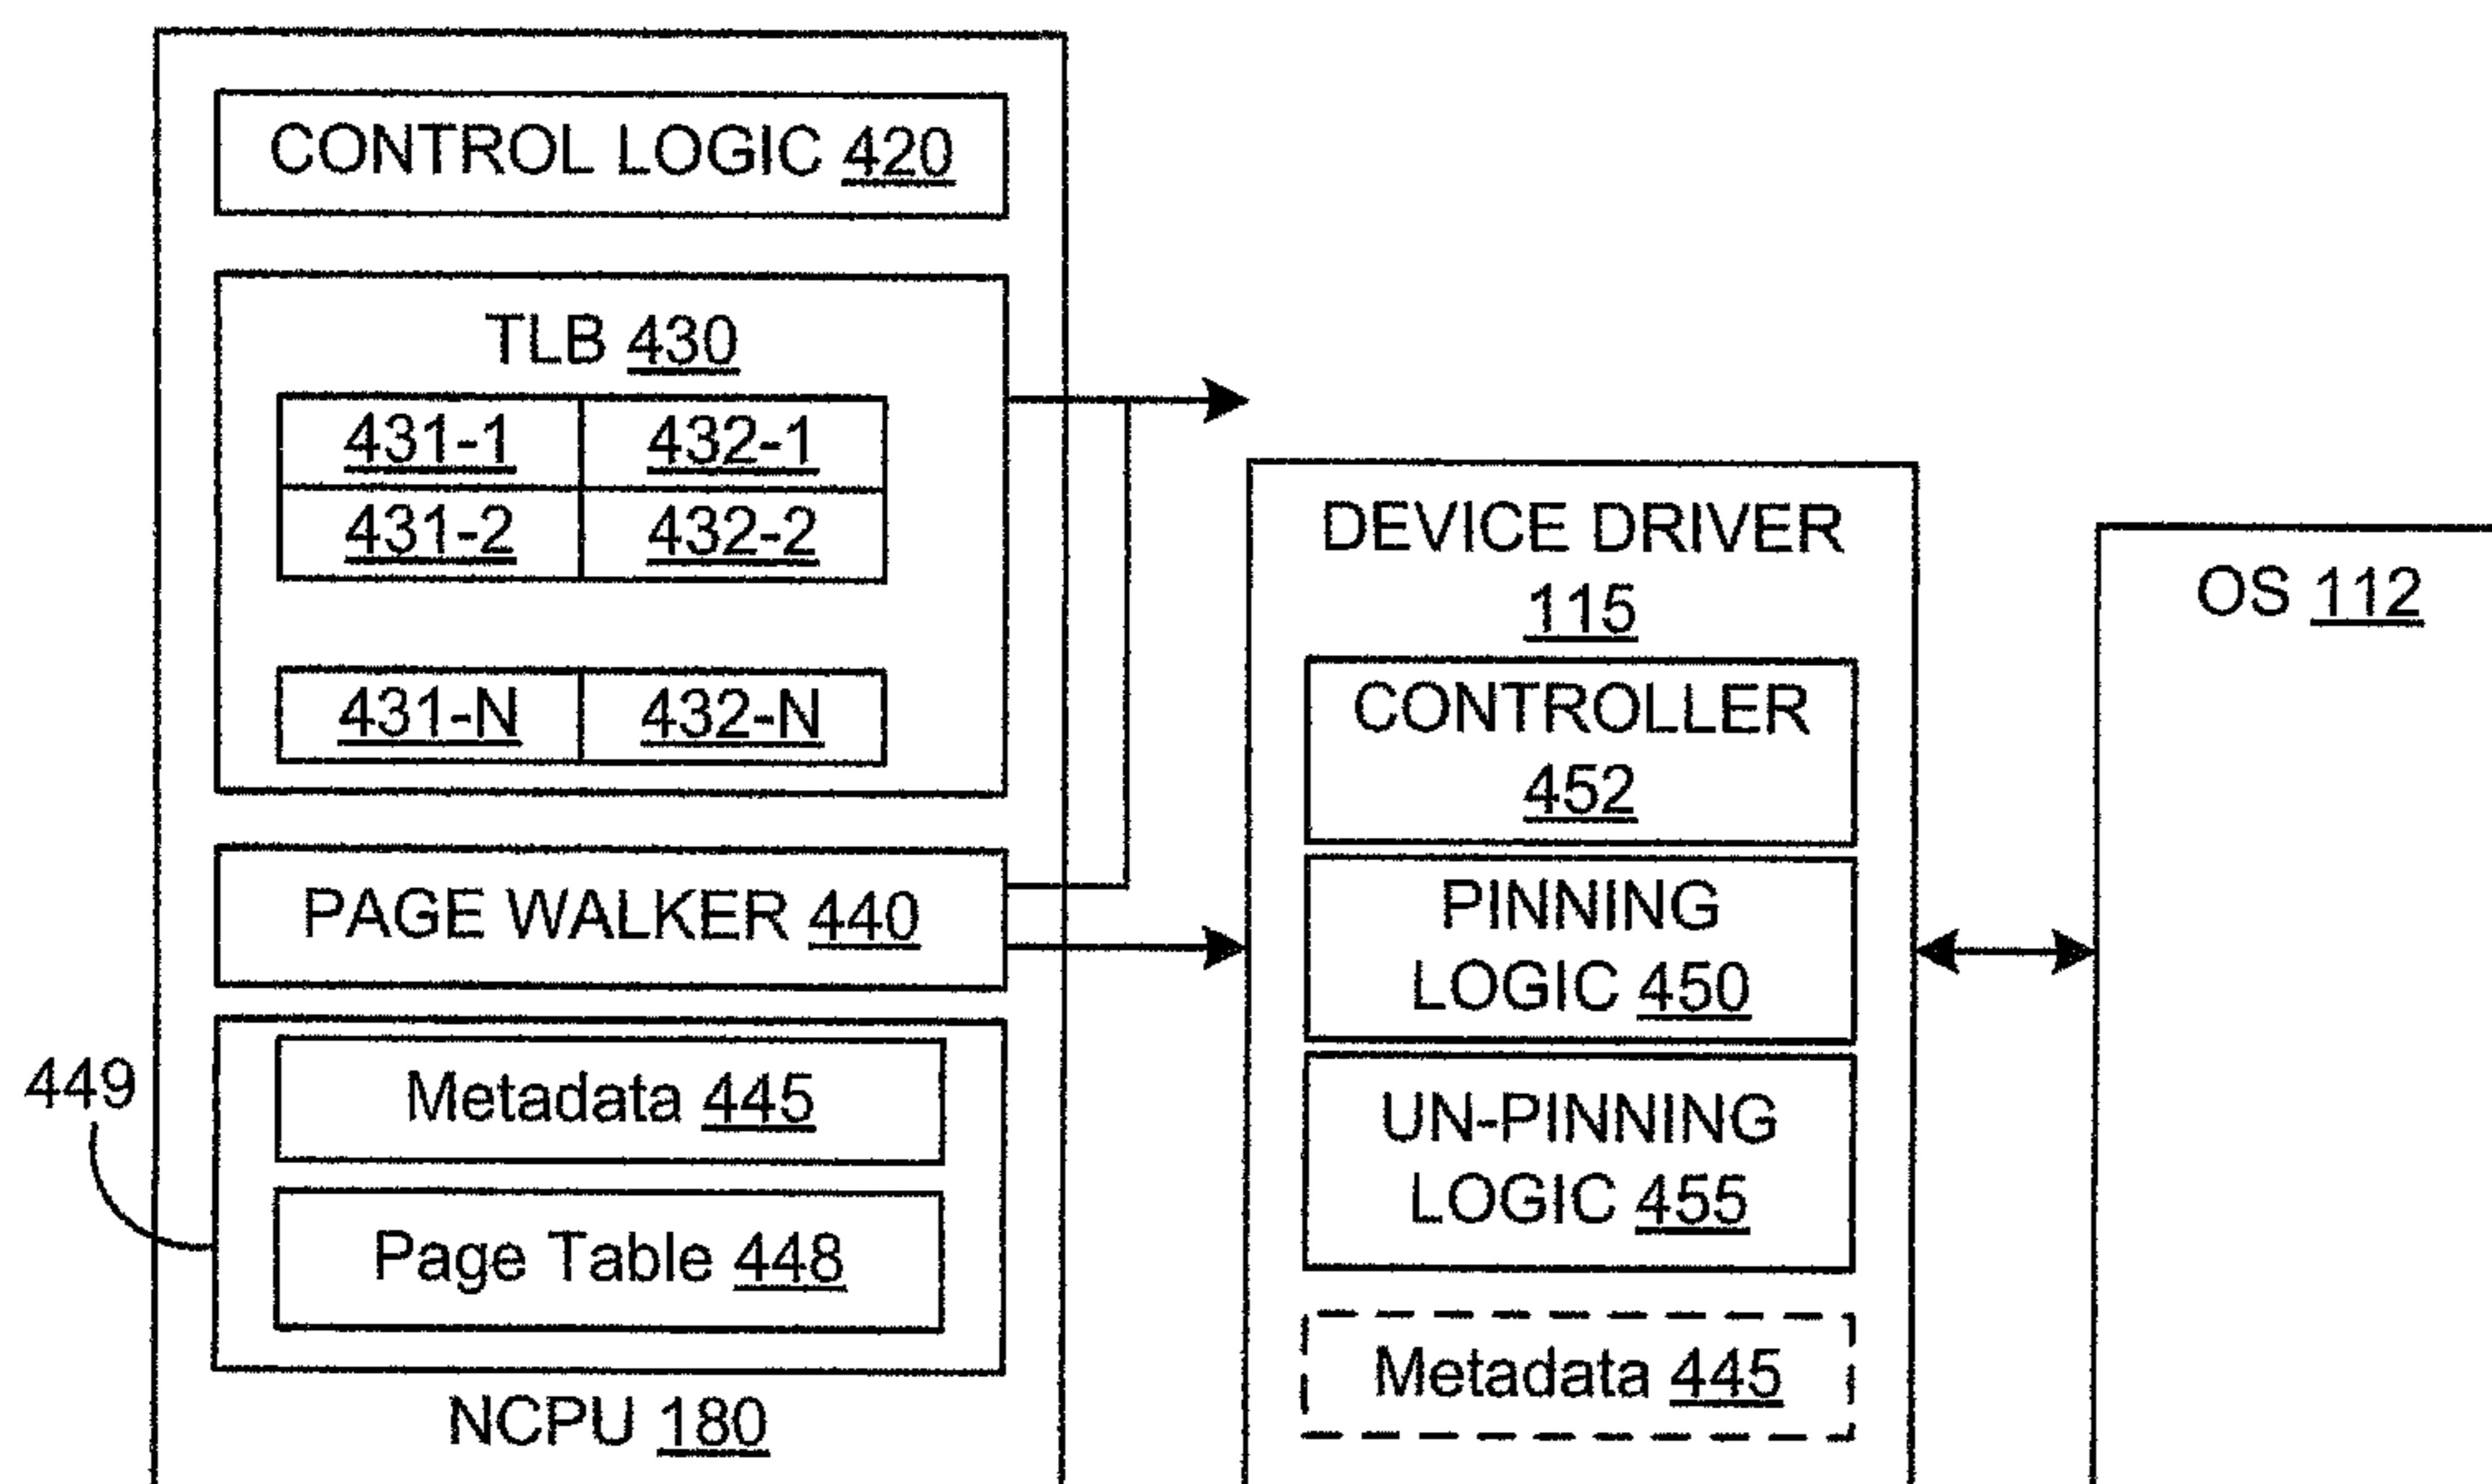 CONTROL LOGIC 420
TLB 430
431-1 432-1
431-2 432-2
431-N 432-N
PAGE WALKER 440
449
Metadata 445
Page Table 448
NCPU 180
DEVICE DRIVER
115
CONTROLLER
452
PINNING
LOGIC 450
UN-PINNING
LOGIC 455
Metadata 445
OS 112